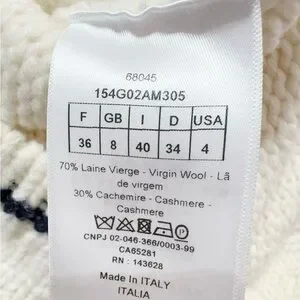 68045
154G02AM305
F GB I D USA
36 8 40 34 4
70% Laine Vierge - Virgin Wool - Lã
de virgem
30% Cachemire - Cashmere -
Cashmere
CNPJ 02-046-366/0003-99
CA65281
RN : 143628
Made In ITALY
ITALIA